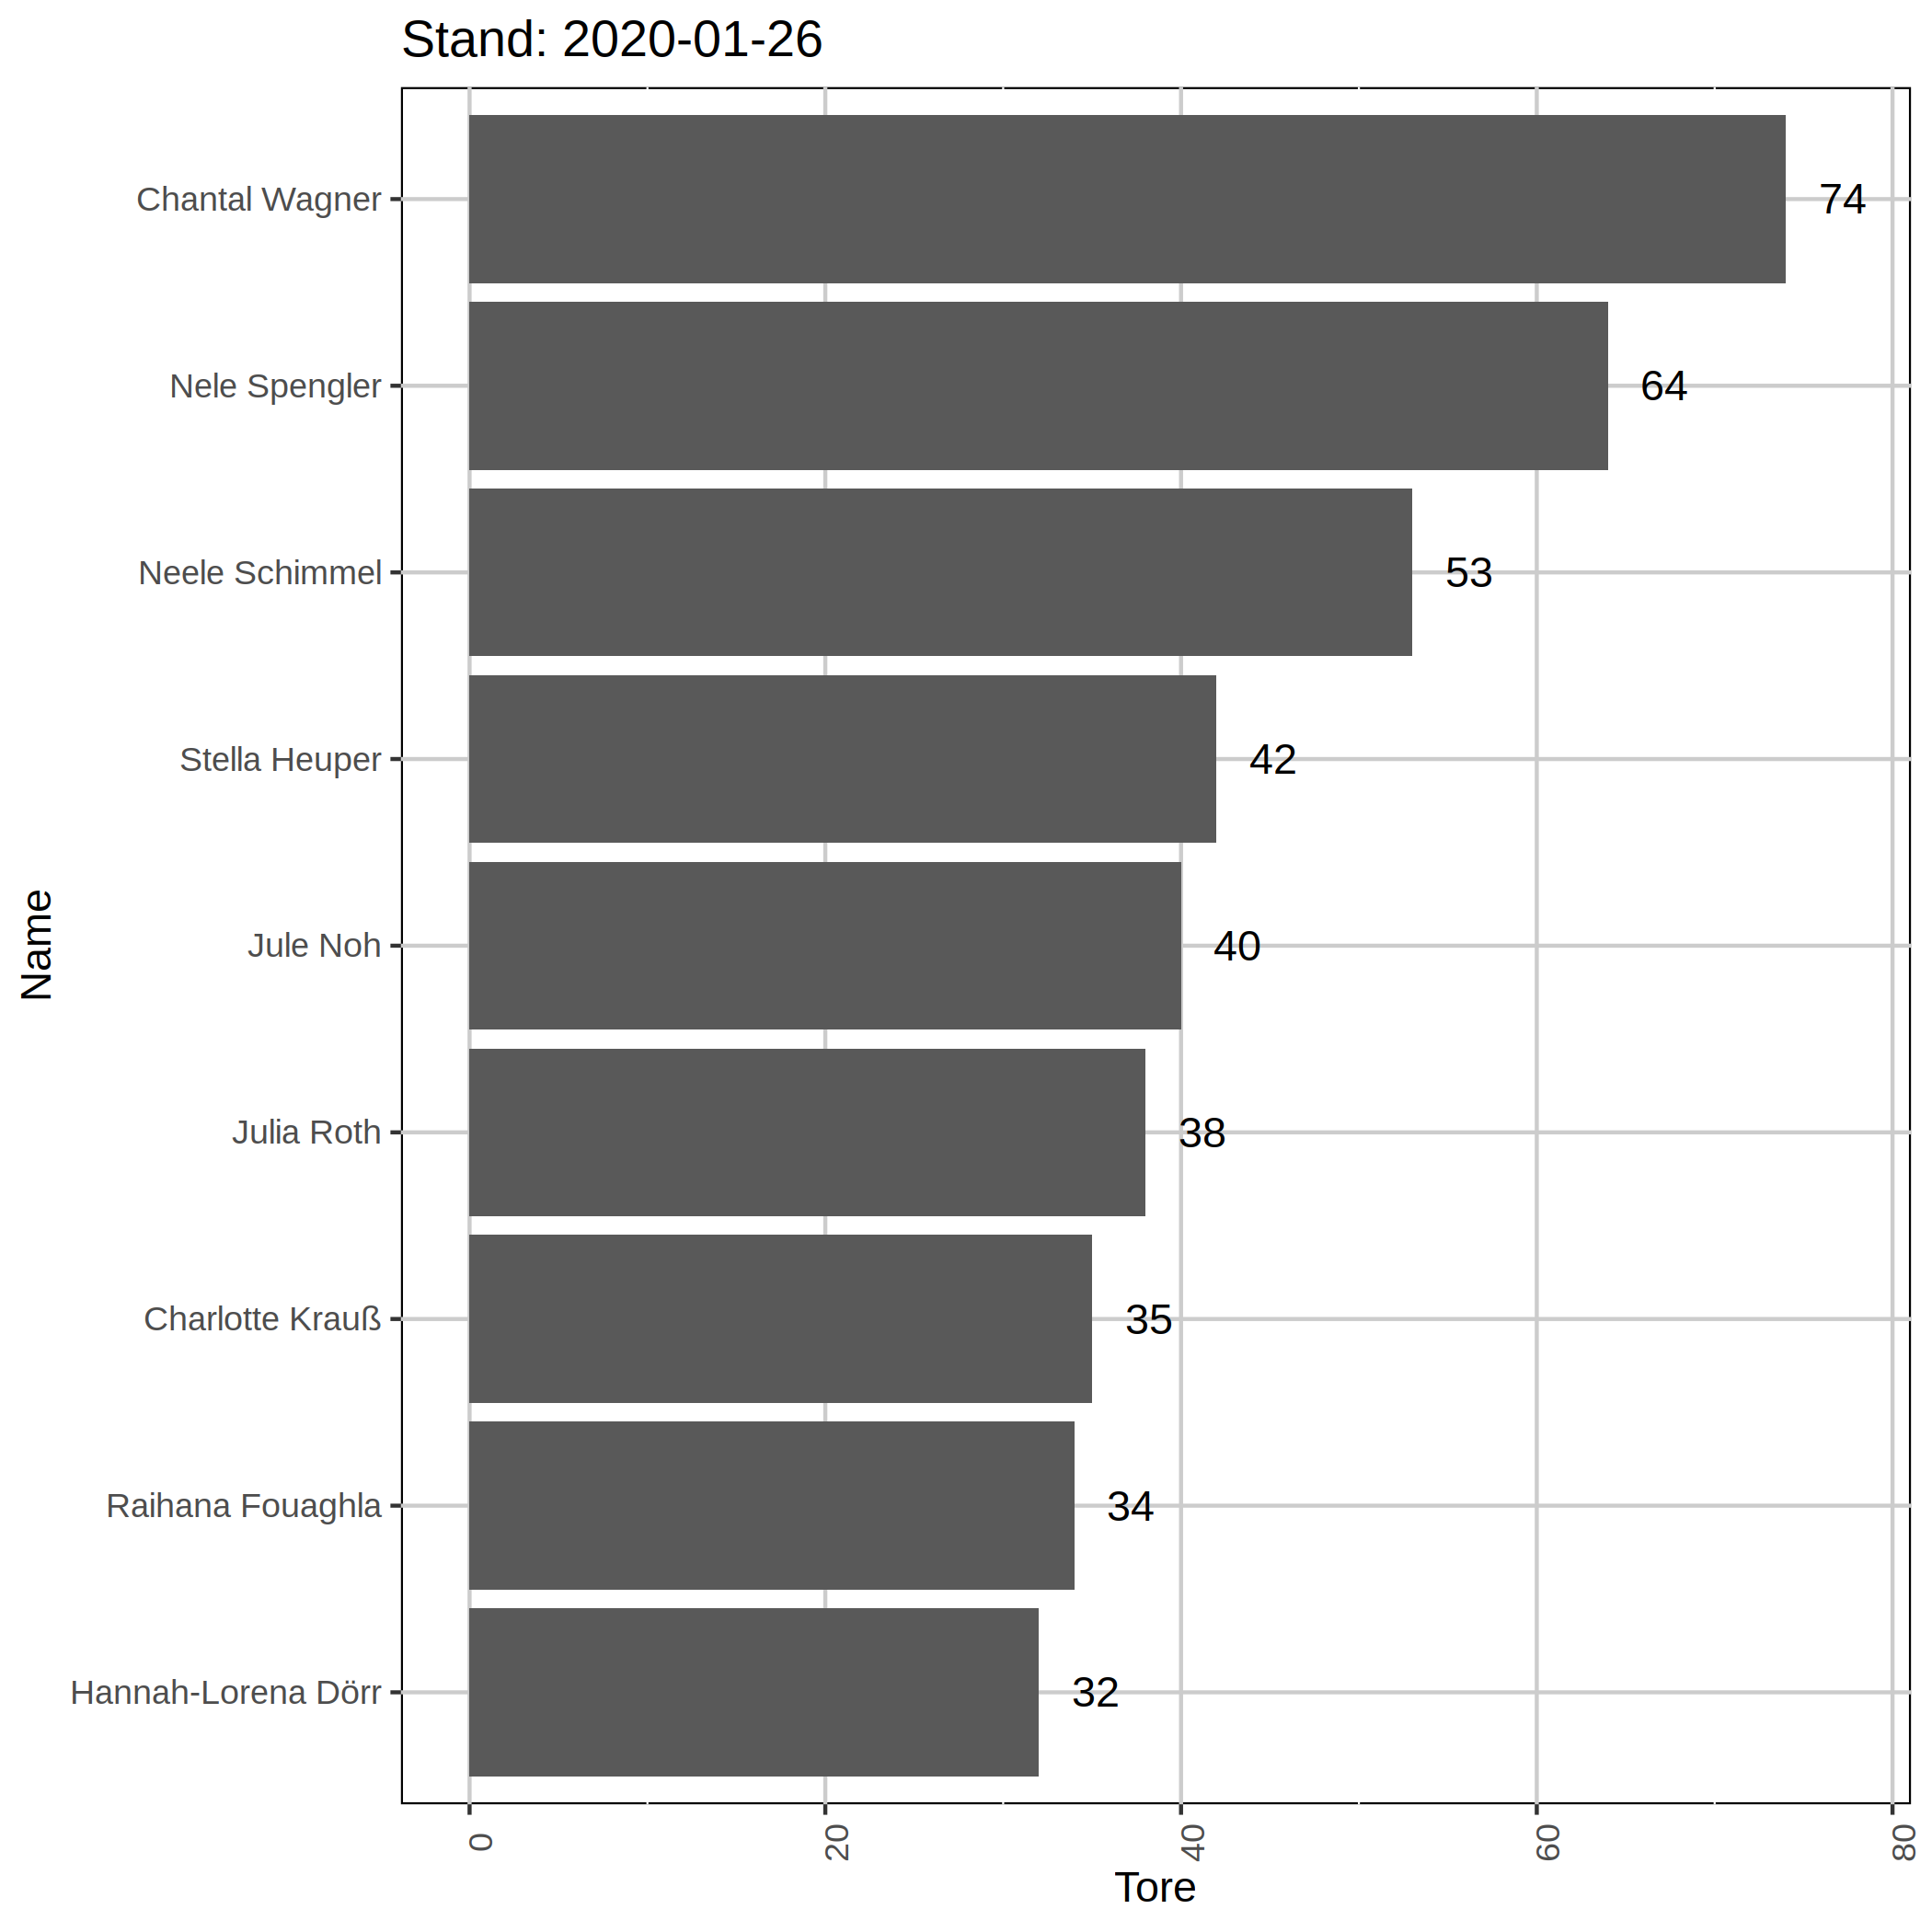 Stand: 2020-01-26
Chantal Wagner 74
Nele Spengler 64
Neele Schimmel 53
Stella Heuper 42
Jule Noh 40
Julia Roth 38
Charlotte Krauß 35
Raihana Fouaghla 34
Hannah-Lorena Dörr 32
Name
0 20 40 60 80
Tore